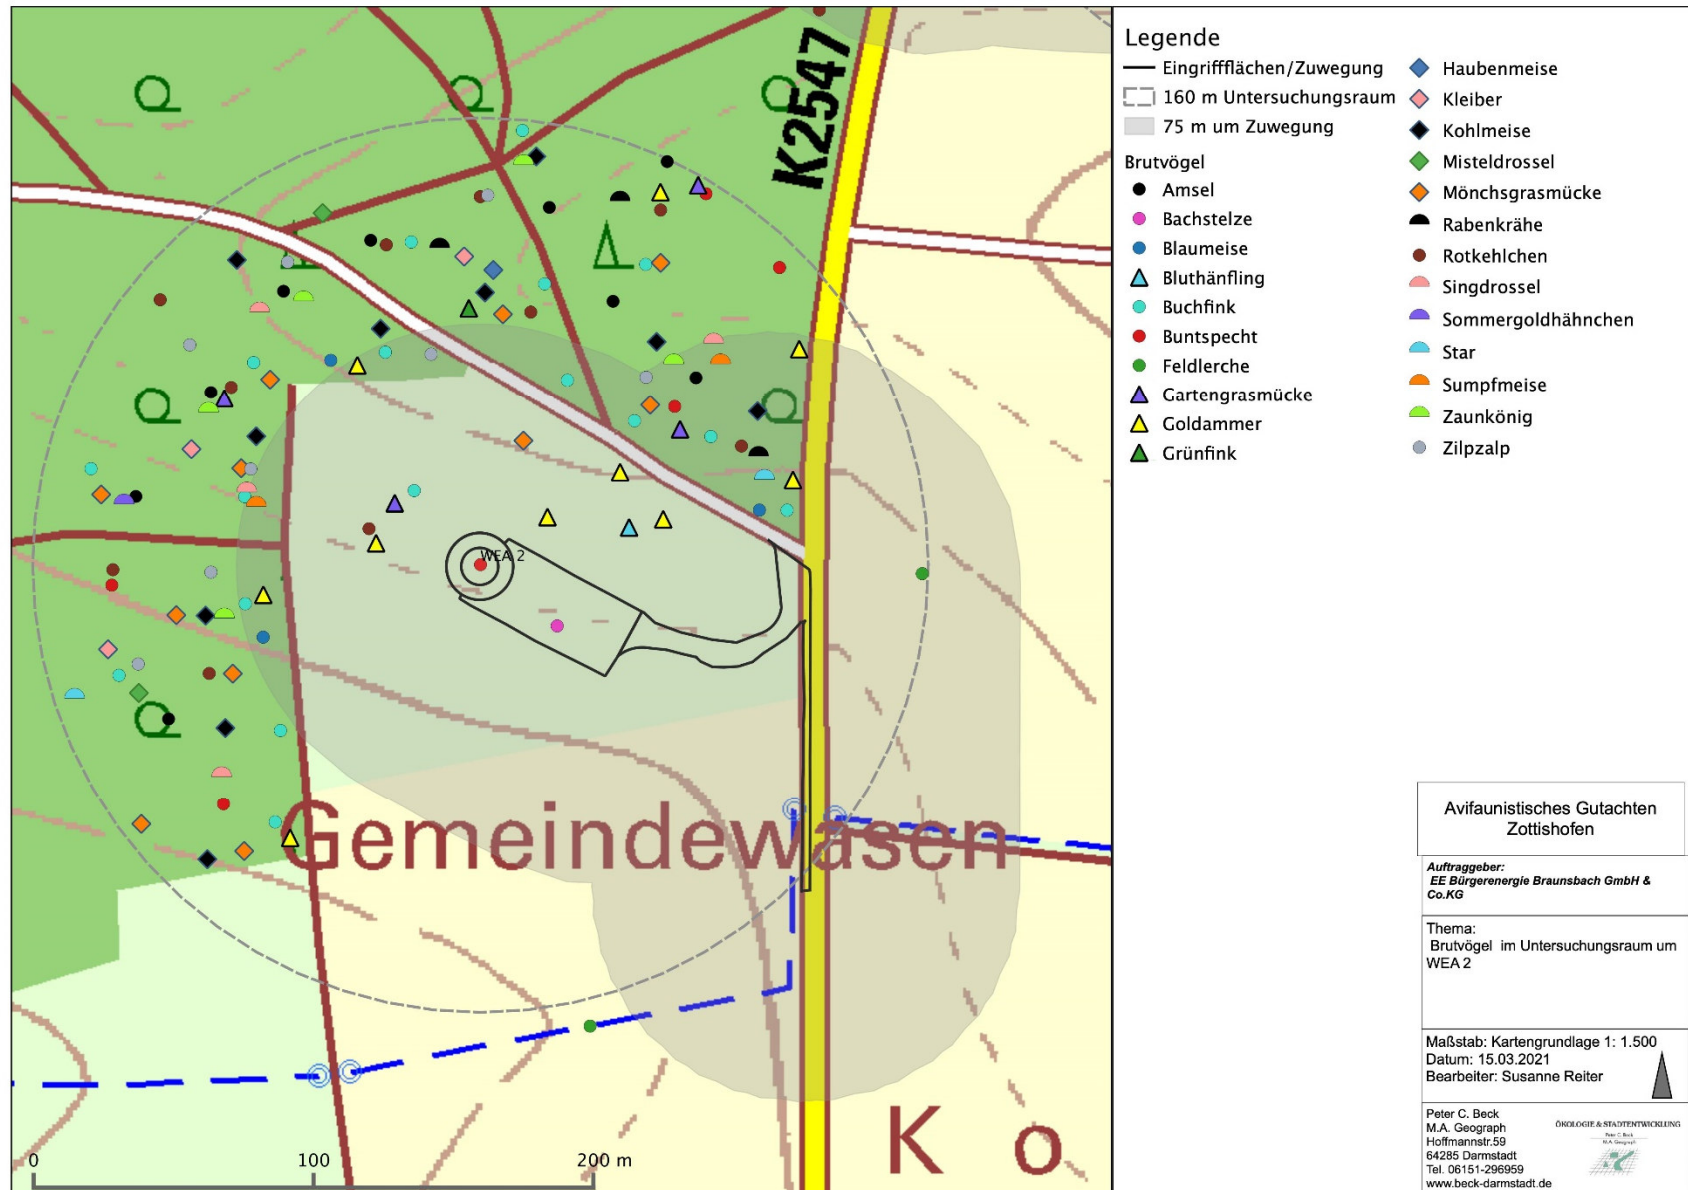 K2547
WEA 2
Gemeindewasen
K o
0 100 200 m
Legende
Eingriffflächen/Zuwegung
160 m Untersuchungsraum
75 m um Zuwegung
Brutvögel
Amsel
Bachstelze
Blaumeise
Bluthänfling
Buchfink
Buntspecht
Feldlerche
Gartengrasmücke
Goldammer
Grünfink
Haubenmeise
Kleiber
Kohlmeise
Misteldrossel
Mönchsgrasmücke
Rabenkrähe
Rotkehlchen
Singdrossel
Sommergoldhähnchen
Star
Sumpfmeise
Zaunkönig
Zilpzalp
Avifaunistisches Gutachten
Zottishofen
Auftraggeber:
EE Bürgerenergie Braunsbach GmbH &
Co.KG
Thema:
Brutvögel im Untersuchungsraum um
WEA 2
Maßstab: Kartengrundlage 1: 1.500
Datum: 15.03.2021
Bearbeiter: Susanne Reiter
Peter C. Beck
M.A. Geograph
Hoffmannstr.59
64285 Darmstadt
Tel. 06151-296959
www.beck-darmstadt.de
ÖKOLOGIE & STADTENTWICKLUNG
Peter C. Beck
M.A. Geograph